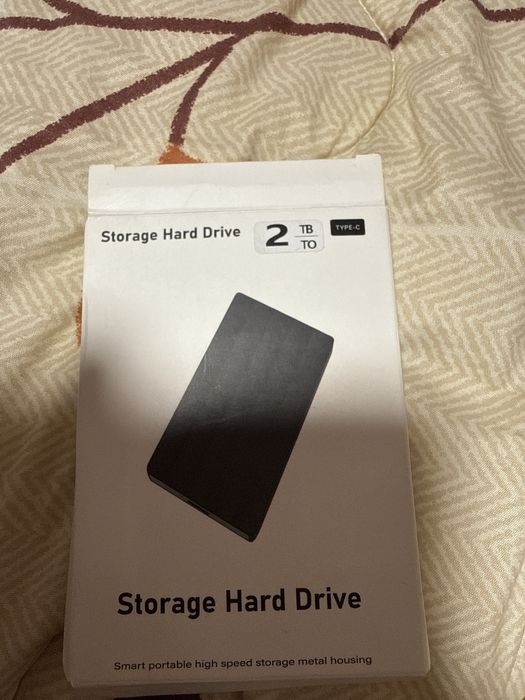 Storage Hard Drive 2 TB TYPE-C
TO
Storage Hard Drive
Smart portable high speed storage metal housing